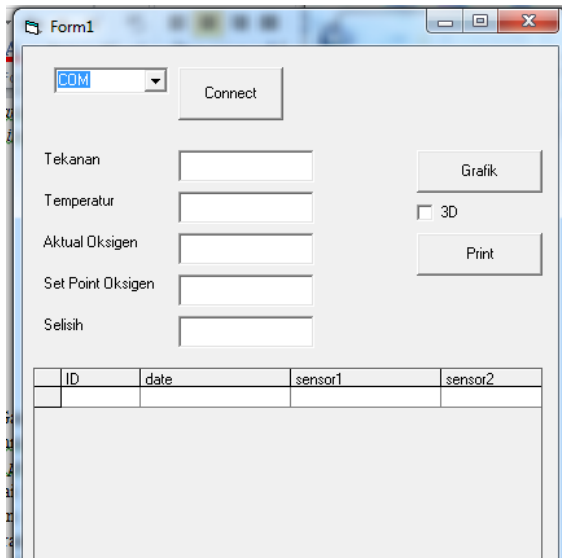 Form1
COM
Connect
Tekanan
Grafik
Temperatur
3D
Aktual Oksigen
Print
Set Point Oksigen
Selisih
ID date sensor1 sensor2